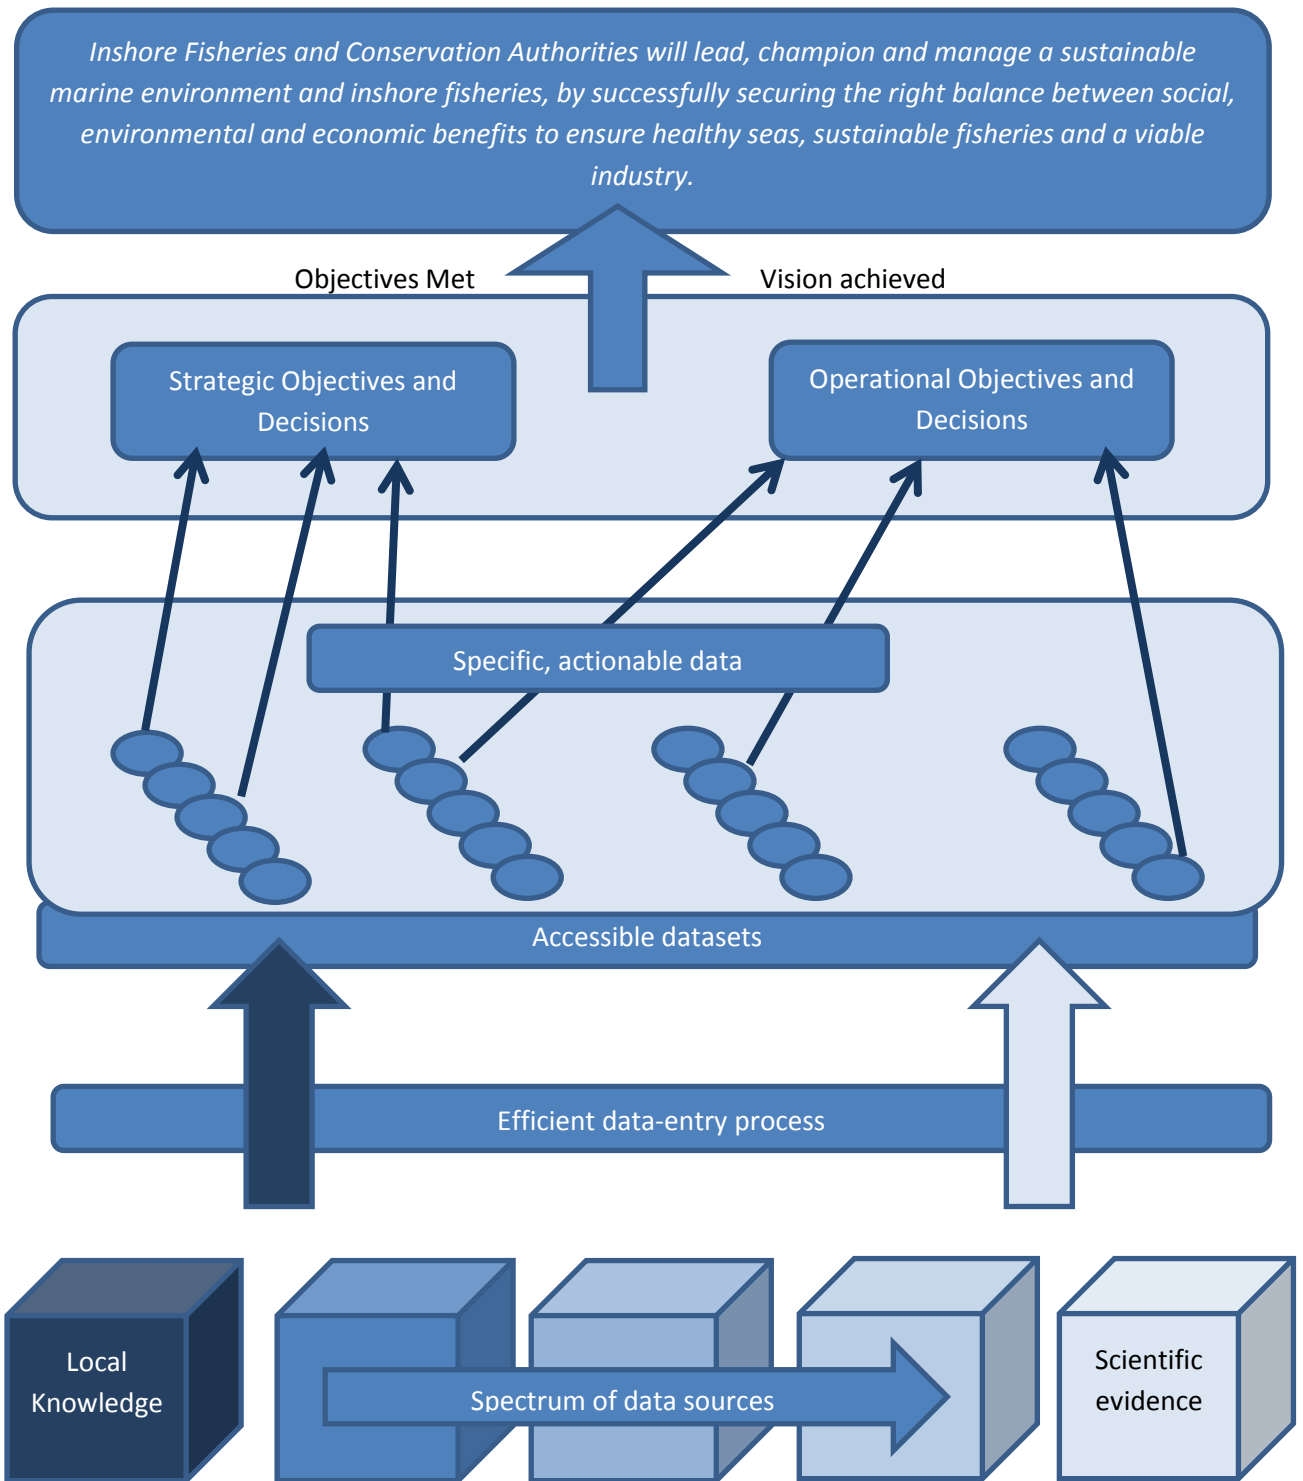 Inshore Fisheries and Conservation Authorities will lead, champion and manage a sustainable
marine environment and inshore fisheries, by successfully securing the right balance between social,
environmental and economic benefits to ensure healthy seas, sustainable fisheries and a viable
industry.
Objectives Met
Vision achieved
Strategic Objectives and
Decisions
Operational Objectives and
Decisions
Specific, actionable data
Accessible datasets
Efficient data-entry process
Local
Knowledge
Spectrum of data sources
Scientific
evidence